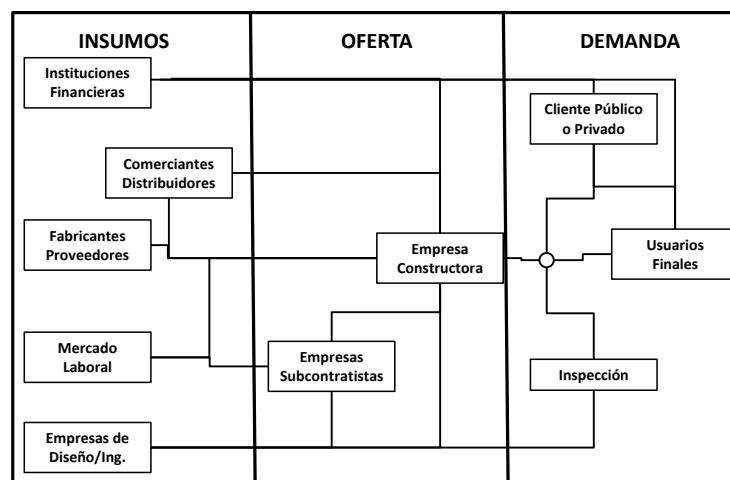 INSUMOS
OFERTA
DEMANDA
Instituciones
Financieras
Cliente Público
o Privado
Comerciantes
Distribuidores
Fabricantes
Proveedores
Empresa
Constructora
Usuarios
Finales
Mercado
Laboral
Empresas
Subcontratistas
Inspección
Empresas de
Diseño/Ing.